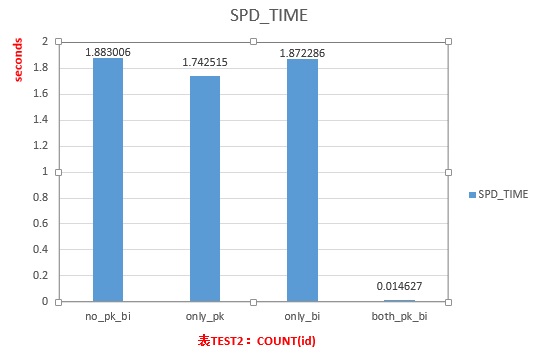 SPD_TIME
seconds
2
1.8
1.6
1.4
1.2
1
0.8
0.6
0.4
0.2
0
1.883006
1.742515
1.872286
0.014627
no_pk_bi
only_pk
only_bi
both_pk_bi
SPD_TIME
表TEST2：COUNT(id)